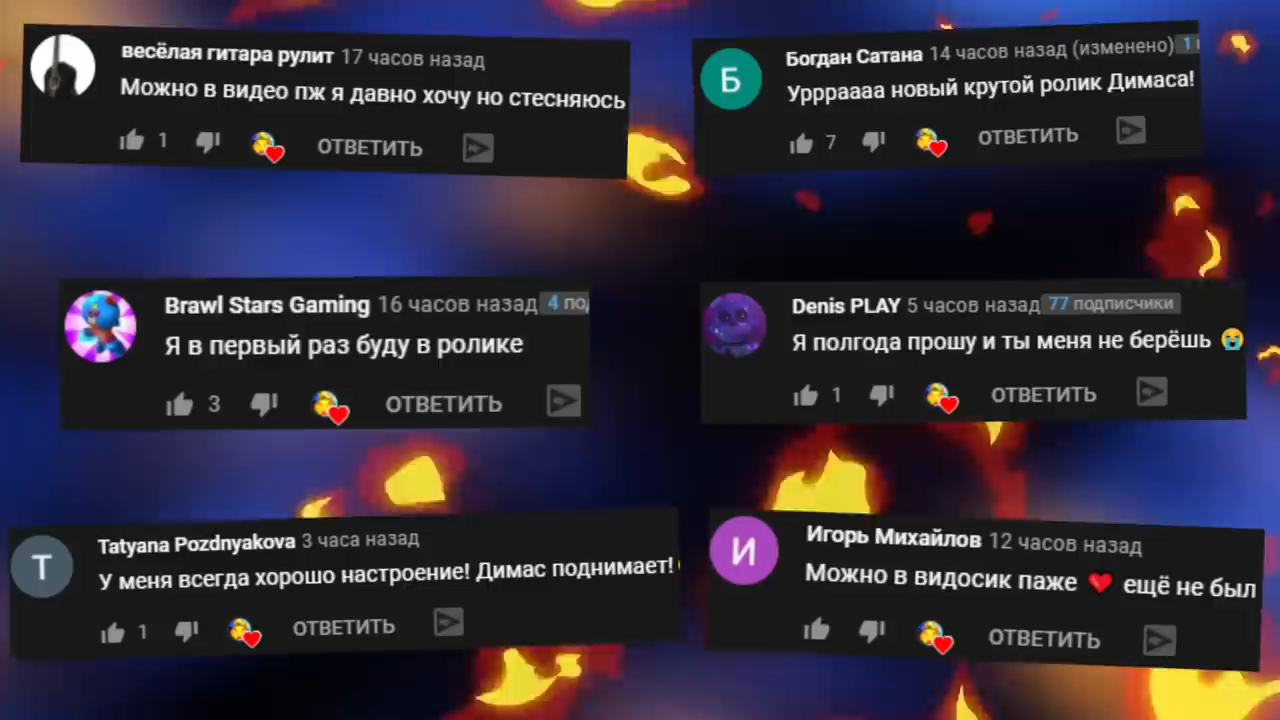 весёлая гитара рулит 17 часов назад
Можно в видео пж я давно хочу но стесняюсь
1 ОТВЕТИТЬ
Б
Богдан Сатана 14 часов назад (изменено) 1
Уррраааа новый крутой ролик Димаса!
7 ОТВЕТИТЬ
Brawl Stars Gaming 16 часов назад 4 по
Я в первый раз буду в ролике
3 ОТВЕТИТЬ
Denis PLAY 5 часов назад 77 подписчики
Я полгода прошу и ты меня не берёшь 😭
1 ОТВЕТИТЬ
T
Tatyana Pozdnyakova 3 часа назад
У меня всегда хорошо настроение! Димас поднимает!
1 ОТВЕТИТЬ
И
Игорь Михайлов 12 часов назад
Можно в видосик паже ❤️ ещё не был
ОТВЕТИТЬ